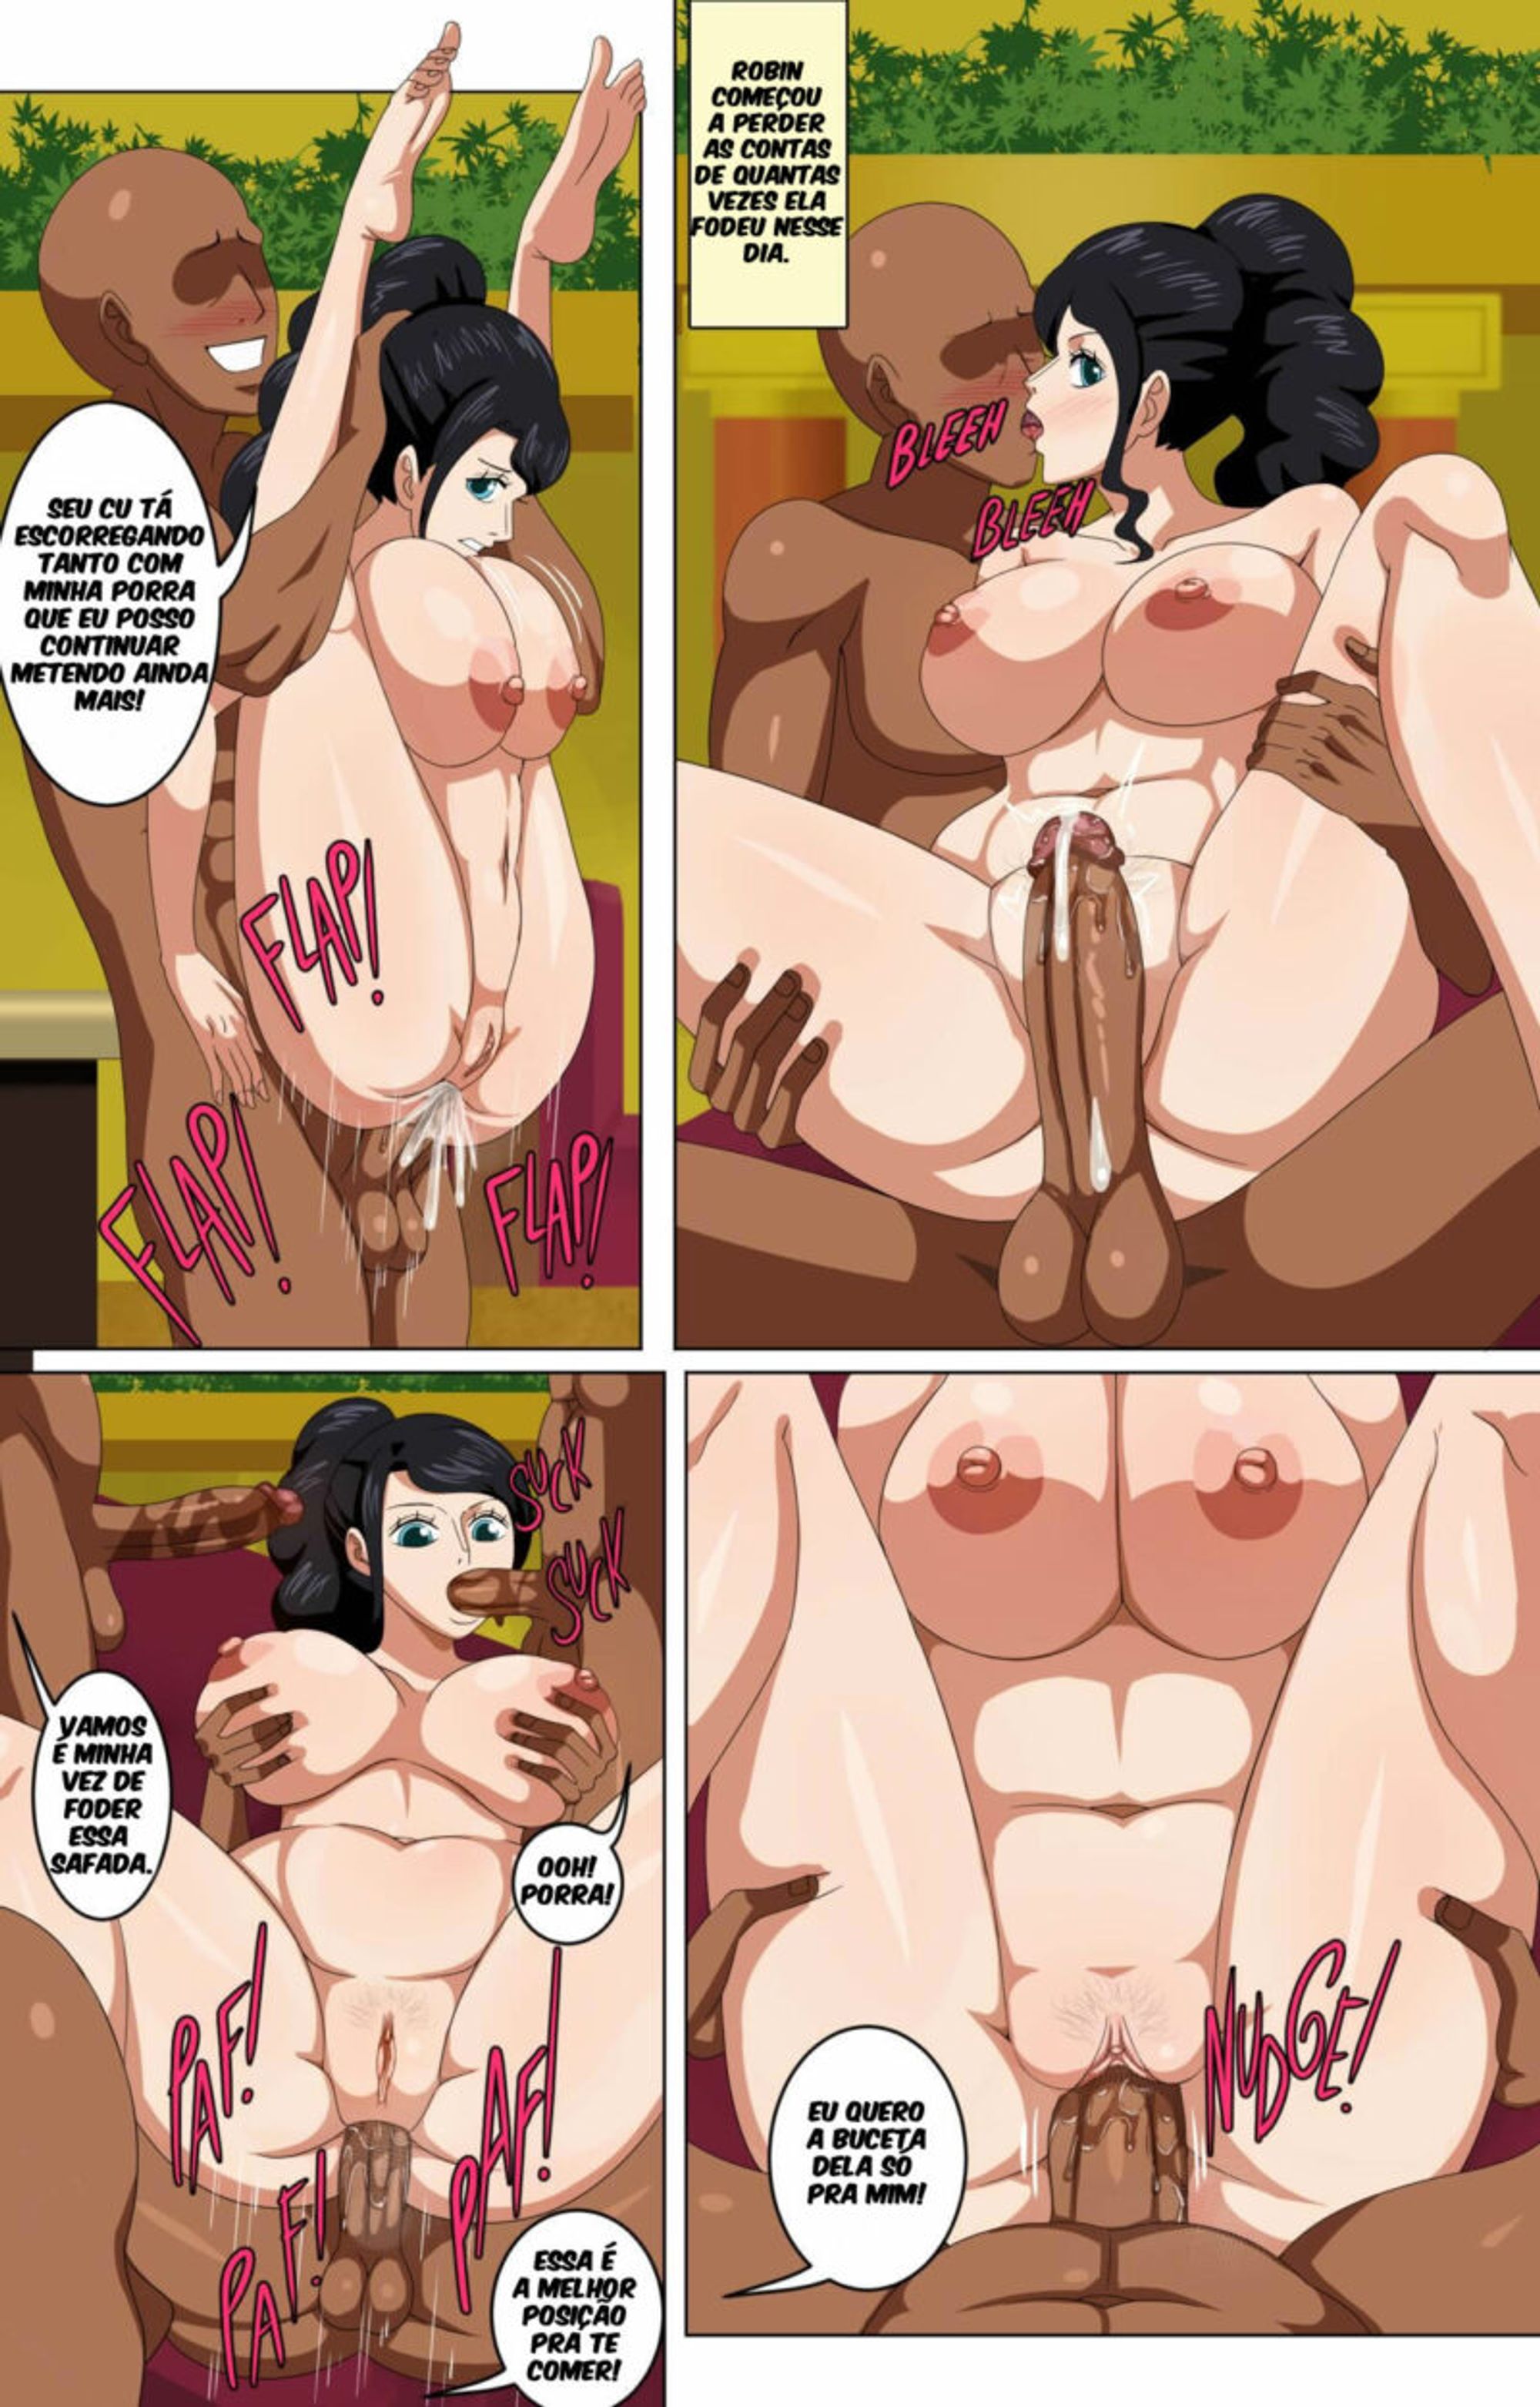 SEU CU TÁ
ESCORREGANDO
TANTO COM
MINHA PORRA
QUE EU POSSO
CONTINUAR
METENDO AINDA
MAIS!
FLAP!
FLAP!
FLAP!
ROBIN
COMEÇOU
A PERDER
AS CONTAS
DE QUANTAS
VEZES ELA
FODEU NESSE
DIA.
BLEEH
BLEEH
SUCK
SUCK
VAMOS
É MINHA
VEZ DE
FODER
ESSA
SAFADA.
OOH!
PORRA!
PAF!
PAF!
PAF!
ESSA É
A MELHOR
POSIÇÃO
PRA TE
COMER!
NUDGE!
EU QUERO
A BUCETA
DELA SÓ
PRA MIM!